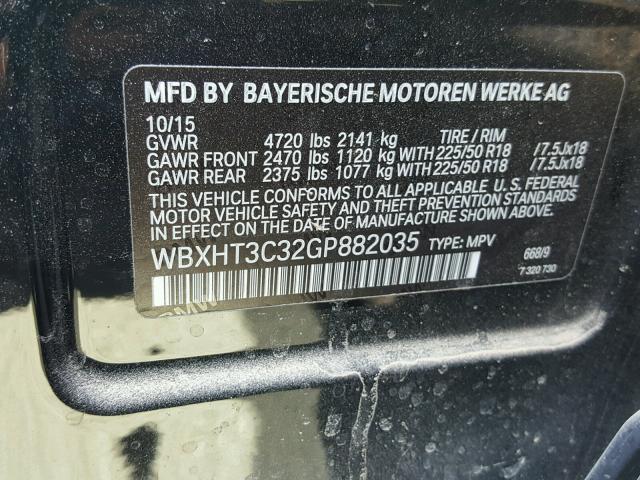 MFD BY BAYERISCHE MOTOREN WERKE AG
10/15
GVWR 4720 lbs 2141 kg TIRE / RIM
GAWR FRONT 2470 lbs 1120 kg WITH 225/50 R18 /7.5Jx18
GAWR REAR 2375 lbs 1077 kg WITH 225/50 R18 /7.5Jx18
THIS VEHICLE CONFORMS TO ALL APPLICABLE U. S. FEDERAL
MOTOR VEHICLE SAFETY AND THEFT PREVENTION STANDARDS
IN EFFECT ON THE DATE OF MANUFACTURE SHOWN ABOVE.
WBXHT3C32GP882035 TYPE: MPV 668/9
7 320 730